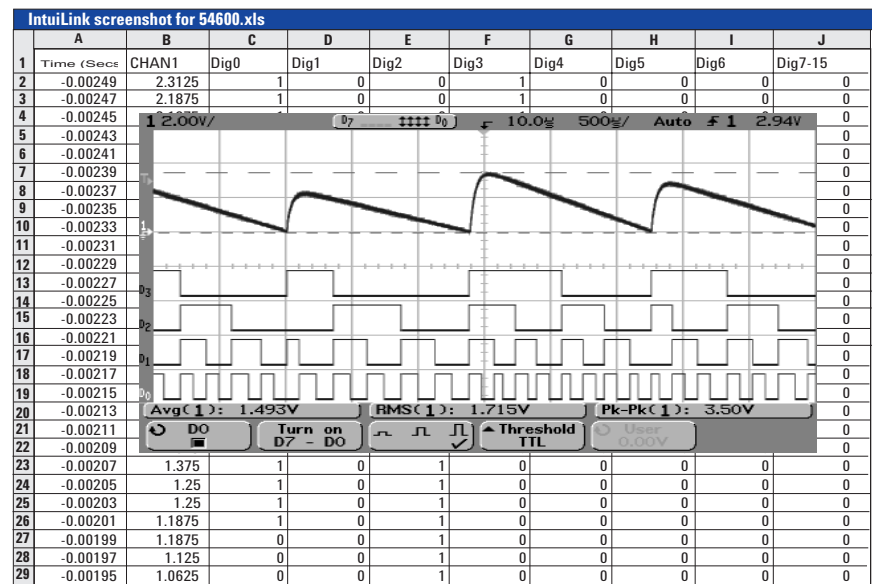 IntuiLink screenshot for 54600.xls
A B C D E F G H I J
1 Time (Secs CHAN1 Dig0 Dig1 Dig2 Dig3 Dig4 Dig5 Dig6 Dig7-15
2 -0.00249 2.3125 1 0 0 1 0 0 0 0
3 -0.00247 2.1875 1 0 0 1 0 0 0 0
4 -0.00245 0
1 2.00V/ D7 D0 10.0 500 / Auto 1 2.94V
5 -0.00243 0
6 -0.00241 0
7 -0.00239 0
T
8 -0.00237 0
9 -0.00235 0
10 -0.00233 0
1
11 -0.00231 0
12 -0.00229 0
13 -0.00227 0
D3
14 -0.00225 0
15 -0.00223 0
D2
16 -0.00221 0
17 -0.00219 0
D1
18 -0.00217 0
19 -0.00215 0
D0
20 -0.00213 0
Avg(1): 1.493V RMS(1): 1.715V Pk-Pk(1): 3.50V
21 -0.00211 0
D0 Turn on Threshold User
22 -0.00209 0
D7 - D0 TTL 0.00V
23 -0.00207 1.375 1 0 1 0 0 0 0 0
24 -0.00205 1.25 1 0 1 0 0 0 0 0
25 -0.00203 1.25 1 0 1 0 0 0 0 0
26 -0.00201 1.1875 1 0 1 0 0 0 0 0
27 -0.00199 1.1875 0 0 1 0 0 0 0 0
28 -0.00197 1.125 0 0 1 0 0 0 0 0
29 -0.00195 1.0625 0 0 1 0 0 0 0 0